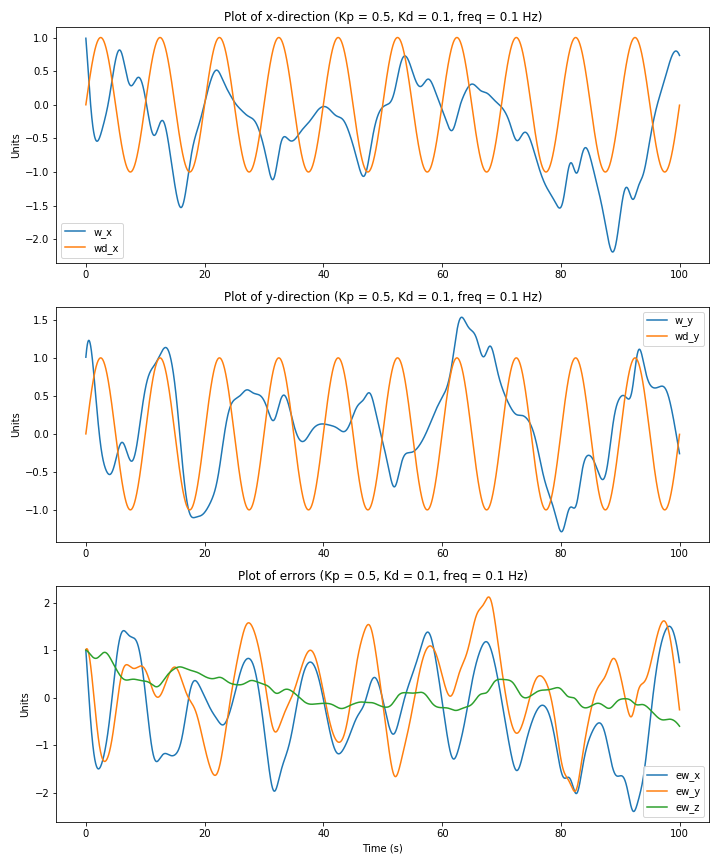 Plot of x-direction (Kp = 0.5, Kd = 0.1, freq = 0.1 Hz)
1.0
0.5
0.0
−0.5
−1.0
−1.5
−2.0
Units
w_x
wd_x
0 20 40 60 80 100
Plot of y-direction (Kp = 0.5, Kd = 0.1, freq = 0.1 Hz)
1.5
1.0
0.5
0.0
−0.5
−1.0
Units
w_y
wd_y
0 20 40 60 80 100
Plot of errors (Kp = 0.5, Kd = 0.1, freq = 0.1 Hz)
2
1
0
−1
−2
Units
ew_x
ew_y
ew_z
0 20 40 60 80 100
Time (s)